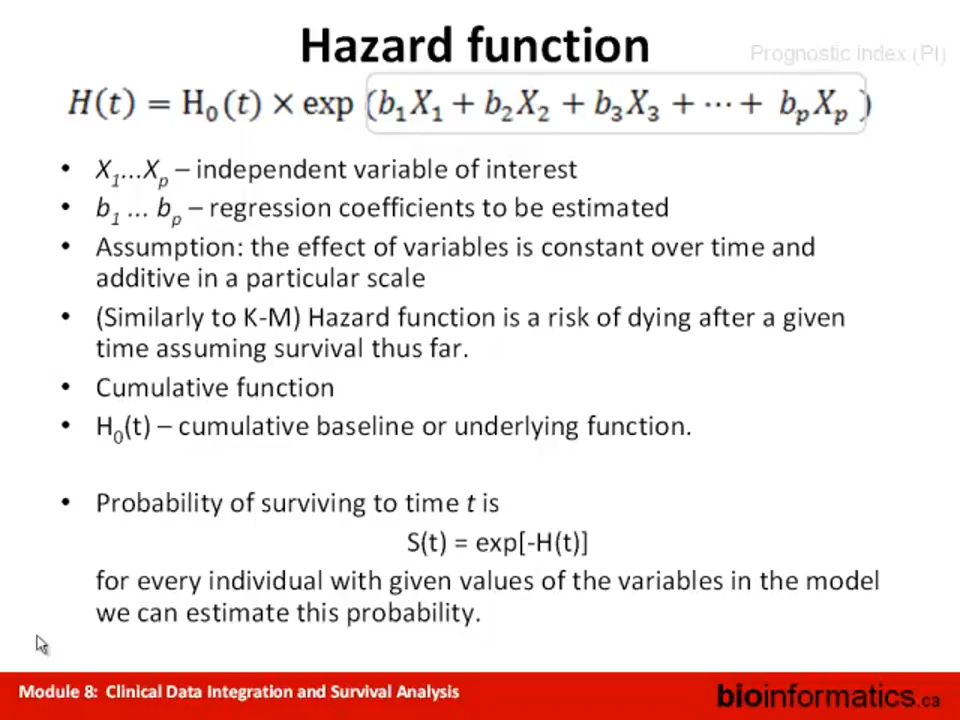 Hazard function
Prognostic Index (PI)
H(t) = H₀(t) × exp (b₁X₁ + b₂X₂ + b₃X₃ + ⋯ + bₚXₚ)
• X₁...Xₚ – independent variable of interest
• b₁ ... bₚ – regression coefficients to be estimated
• Assumption: the effect of variables is constant over time and
additive in a particular scale
• (Similarly to K-M) Hazard function is a risk of dying after a given
time assuming survival thus far.
• Cumulative function
• H₀(t) – cumulative baseline or underlying function.
• Probability of surviving to time t is
S(t) = exp[-H(t)]
for every individual with given values of the variables in the model
we can estimate this probability.
Module 8: Clinical Data Integration and Survival Analysis
bioinformatics.ca